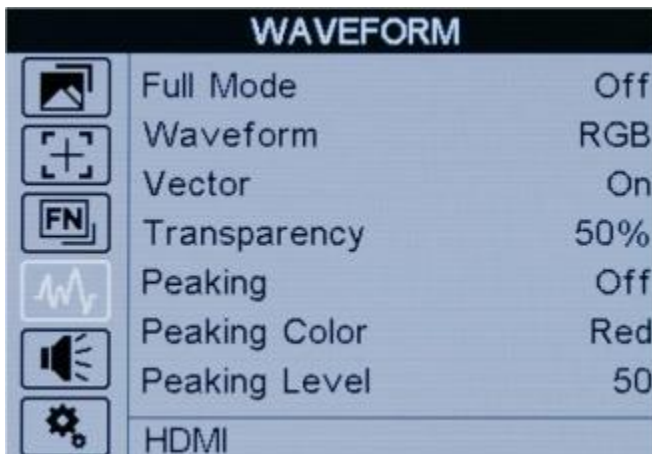 WAVEFORM
Full Mode Off
Waveform RGB
Vector On
FN
Transparency 50%
Peaking Off
Peaking Color Red
Peaking Level 50
HDMI